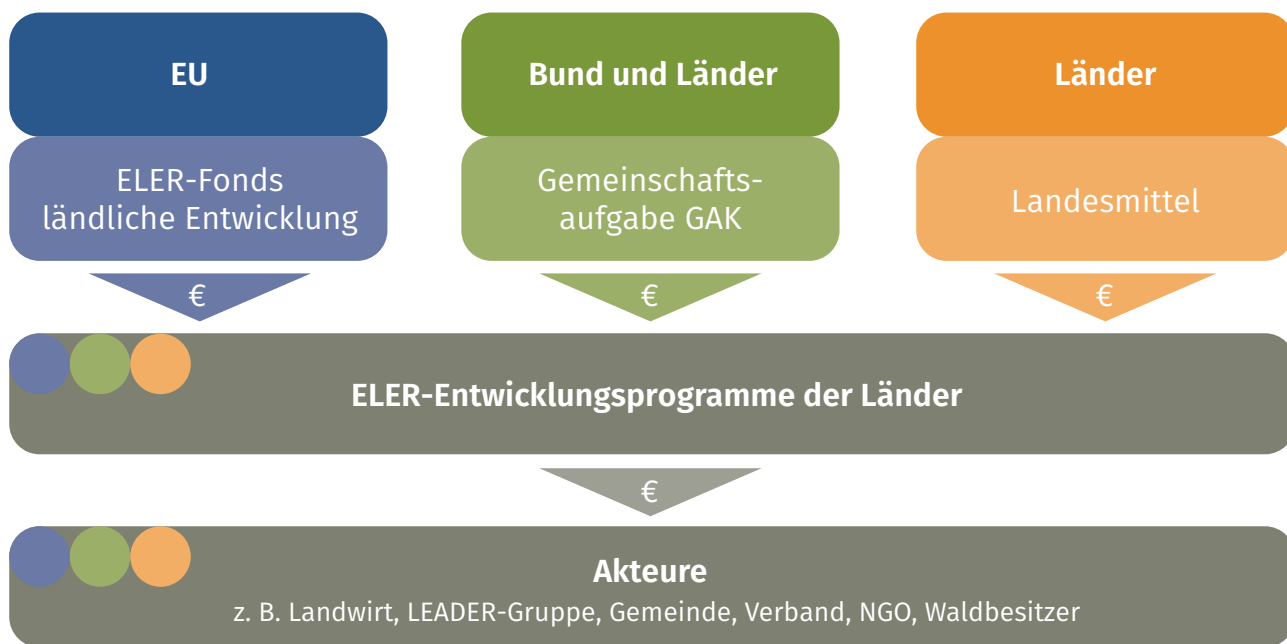 EU
Bund und Länder
Länder
ELER-Fonds
ländliche Entwicklung
Gemeinschafts-
aufgabe GAK
Landesmittel
€
€
€
ELER-Entwicklungsprogramme der Länder
€
Akteure
z. B. Landwirt, LEADER-Gruppe, Gemeinde, Verband, NGO, Waldbesitzer